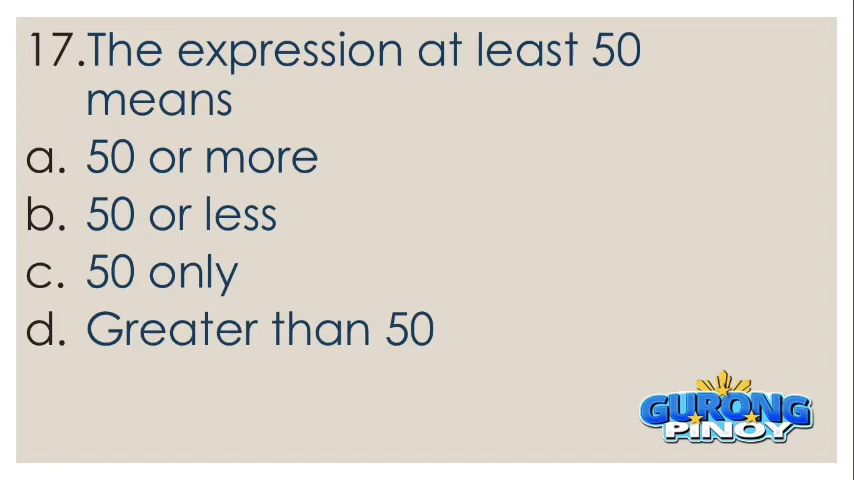 17.The expression at least 50
means
a. 50 or more
b. 50 or less
c. 50 only
d. Greater than 50
GURONG
PINOY